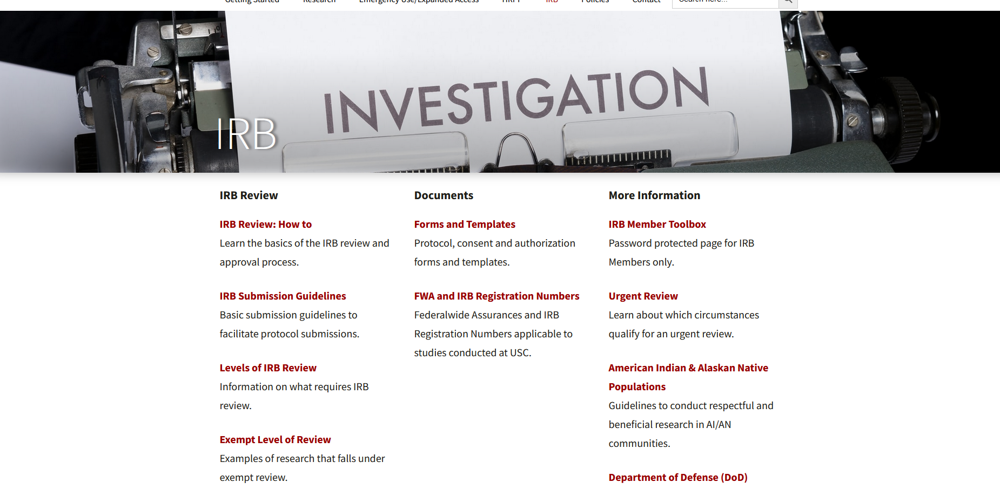 Getting Started Research Emergency Use/Expanded Access HRPP IRB Policies Contact Search here...
INVESTIGATION
IRB
IRB Review
IRB Review: How to
Learn the basics of the IRB review and
approval process.
IRB Submission Guidelines
Basic submission guidelines to
facilitate protocol submissions.
Levels of IRB Review
Information on what requires IRB
review.
Exempt Level of Review
Examples of research that falls under
exempt review.
Documents
Forms and Templates
Protocol, consent and authorization
forms and templates.
FWA and IRB Registration Numbers
Federalwide Assurances and IRB
Registration Numbers applicable to
studies conducted at USC.
More Information
IRB Member Toolbox
Password protected page for IRB
Members only.
Urgent Review
Learn about which circumstances
qualify for an urgent review.
American Indian & Alaskan Native
Populations
Guidelines to conduct respectful and
beneficial research in AI/AN
communities.
Department of Defense (DoD)